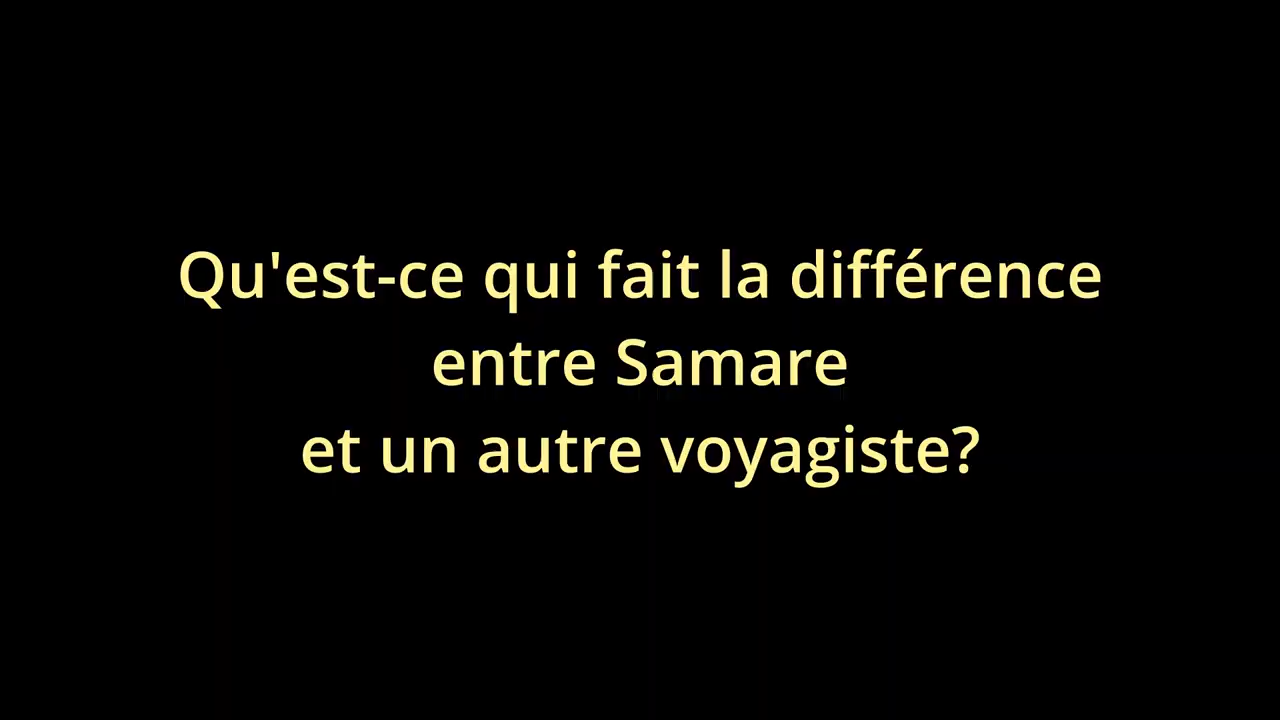 Qu'est-ce qui fait la différence
entre Samare
et un autre voyagiste?